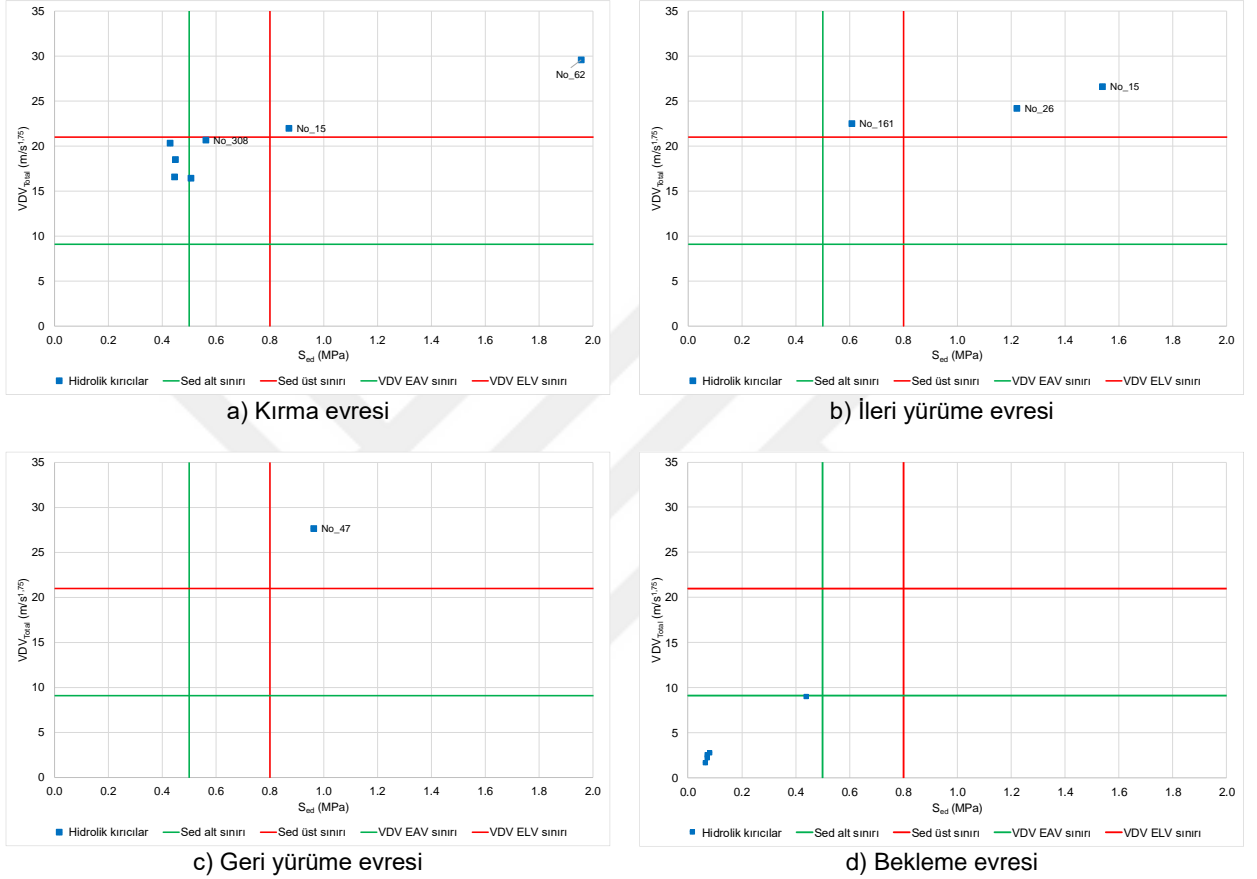 35
30
25
20
15
10
5
0
VDV_Total (m/s^1.75)
No_62
No_15
No_308
0.0 0.2 0.4 0.6 0.8 1.0 1.2 1.4 1.6 1.8 2.0
S_ed (MPa)
Hidrolik kırıcılar Sed alt sınırı Sed üst sınırı VDV EAV sınırı VDV ELV sınırı
a) Kırma evresi
35
30
25
20
15
10
5
0
VDV_Total (m/s^1.75)
No_15
No_26
No_161
0.0 0.2 0.4 0.6 0.8 1.0 1.2 1.4 1.6 1.8 2.0
S_ed (MPa)
Hidrolik kırıcılar Sed alt sınırı Sed üst sınırı VDV EAV sınırı VDV ELV sınırı
b) İleri yürüme evresi
35
30
25
20
15
10
5
0
VDV_Total (m/s^1.75)
No_47
0.0 0.2 0.4 0.6 0.8 1.0 1.2 1.4 1.6 1.8 2.0
S_ed (MPa)
Hidrolik kırıcılar Sed alt sınırı Sed üst sınırı VDV EAV sınırı VDV ELV sınırı
c) Geri yürüme evresi
35
30
25
20
15
10
5
0
VDV_Total (m/s^1.75)
0.0 0.2 0.4 0.6 0.8 1.0 1.2 1.4 1.6 1.8 2.0
S_ed (MPa)
Hidrolik kırıcılar Sed alt sınırı Sed üst sınırı VDV EAV sınırı VDV ELV sınırı
d) Bekleme evresi